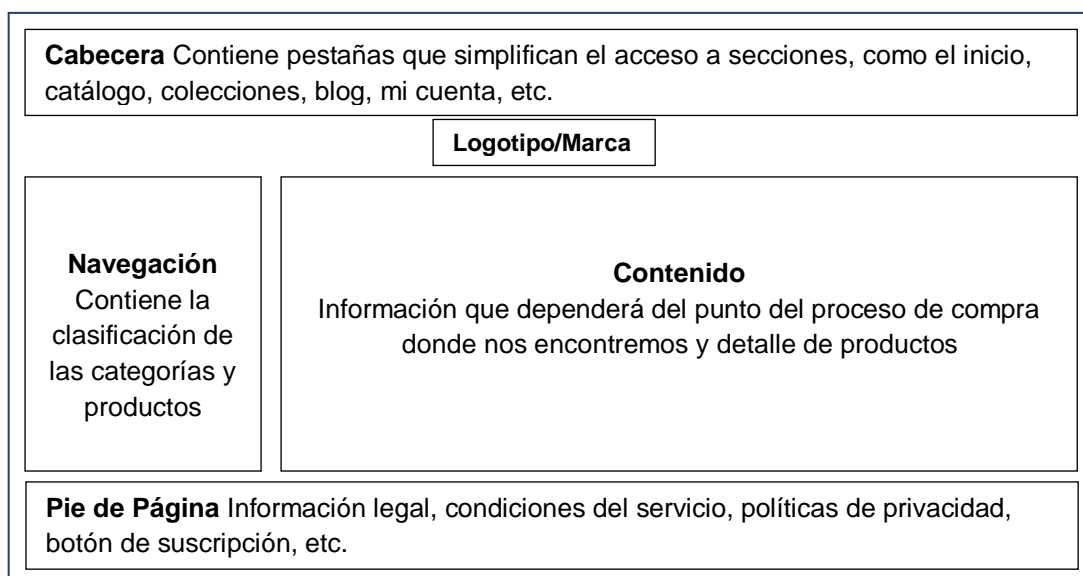 Cabecera Contiene pestañas que simplifican el acceso a secciones, como el inicio,
catálogo, colecciones, blog, mi cuenta, etc.
Logotipo/Marca
Navegación
Contiene la
clasificación de
las categorías y
productos
Contenido
Información que dependerá del punto del proceso de compra
donde nos encontremos y detalle de productos
Pie de Página Información legal, condiciones del servicio, políticas de privacidad,
botón de suscripción, etc.